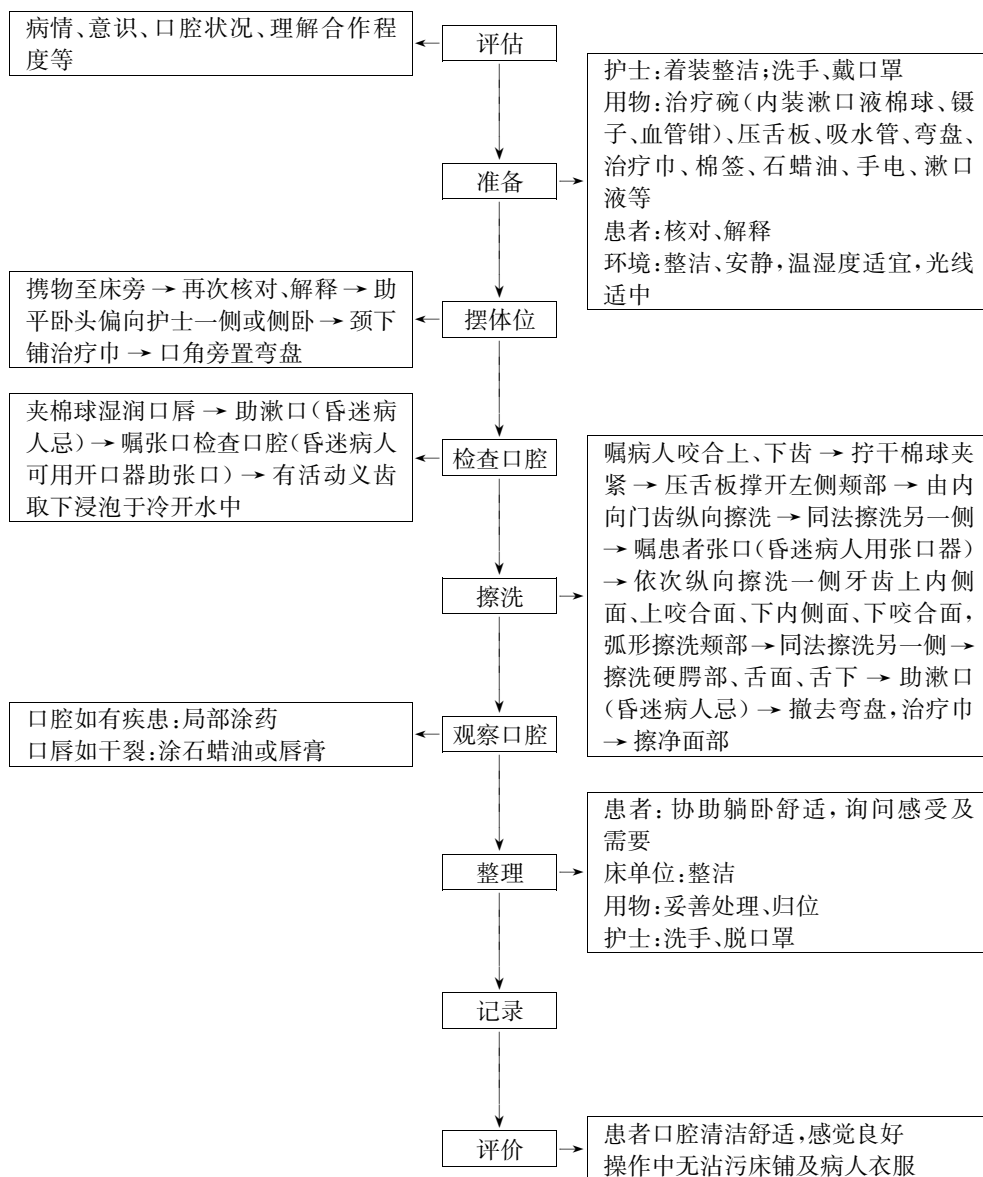 病情、意识、口腔状况、理解合作程
度等
评估
护士:着装整洁;洗手、戴口罩
用物:治疗碗(内装漱口液棉球、镊
子、血管钳)、压舌板、吸水管、弯盘、
治疗巾、棉签、石蜡油、手电、漱口
液等
患者:核对、解释
环境:整洁、安静,温湿度适宜,光线
适中
准备
携物至床旁→再次核对、解释→助
平卧头偏向护士一侧或侧卧→颈下
铺治疗巾→口角旁置弯盘
摆体位
夹棉球湿润口唇→助漱口(昏迷病
人忌)→嘱张口检查口腔(昏迷病人
可用开口器助张口)→有活动义齿
取下浸泡于冷开水中
检查口腔
嘱病人咬合上、下齿→拧干棉球夹
紧→压舌板撑开左侧颊部→由内
向门齿纵向擦洗→同法擦洗另一侧
→嘱患者张口(昏迷病人用张口器)
→依次纵向擦洗一侧牙齿上内侧
面、上咬合面、下内侧面、下咬合面,
弧形擦洗颊部→同法擦洗另一侧→
擦洗硬腭部、舌面、舌下→助漱口
(昏迷病人忌)→撤去弯盘,治疗巾
→擦净面部
擦洗
口腔如有疾患:局部涂药
口唇如干裂:涂石蜡油或唇膏
观察口腔
患者:协助躺卧舒适,询问感受及
需要
床单位:整洁
用物:妥善处理、归位
护士:洗手、脱口罩
整理
记录
评价
患者口腔清洁舒适,感觉良好
操作中无沾污床铺及病人衣服